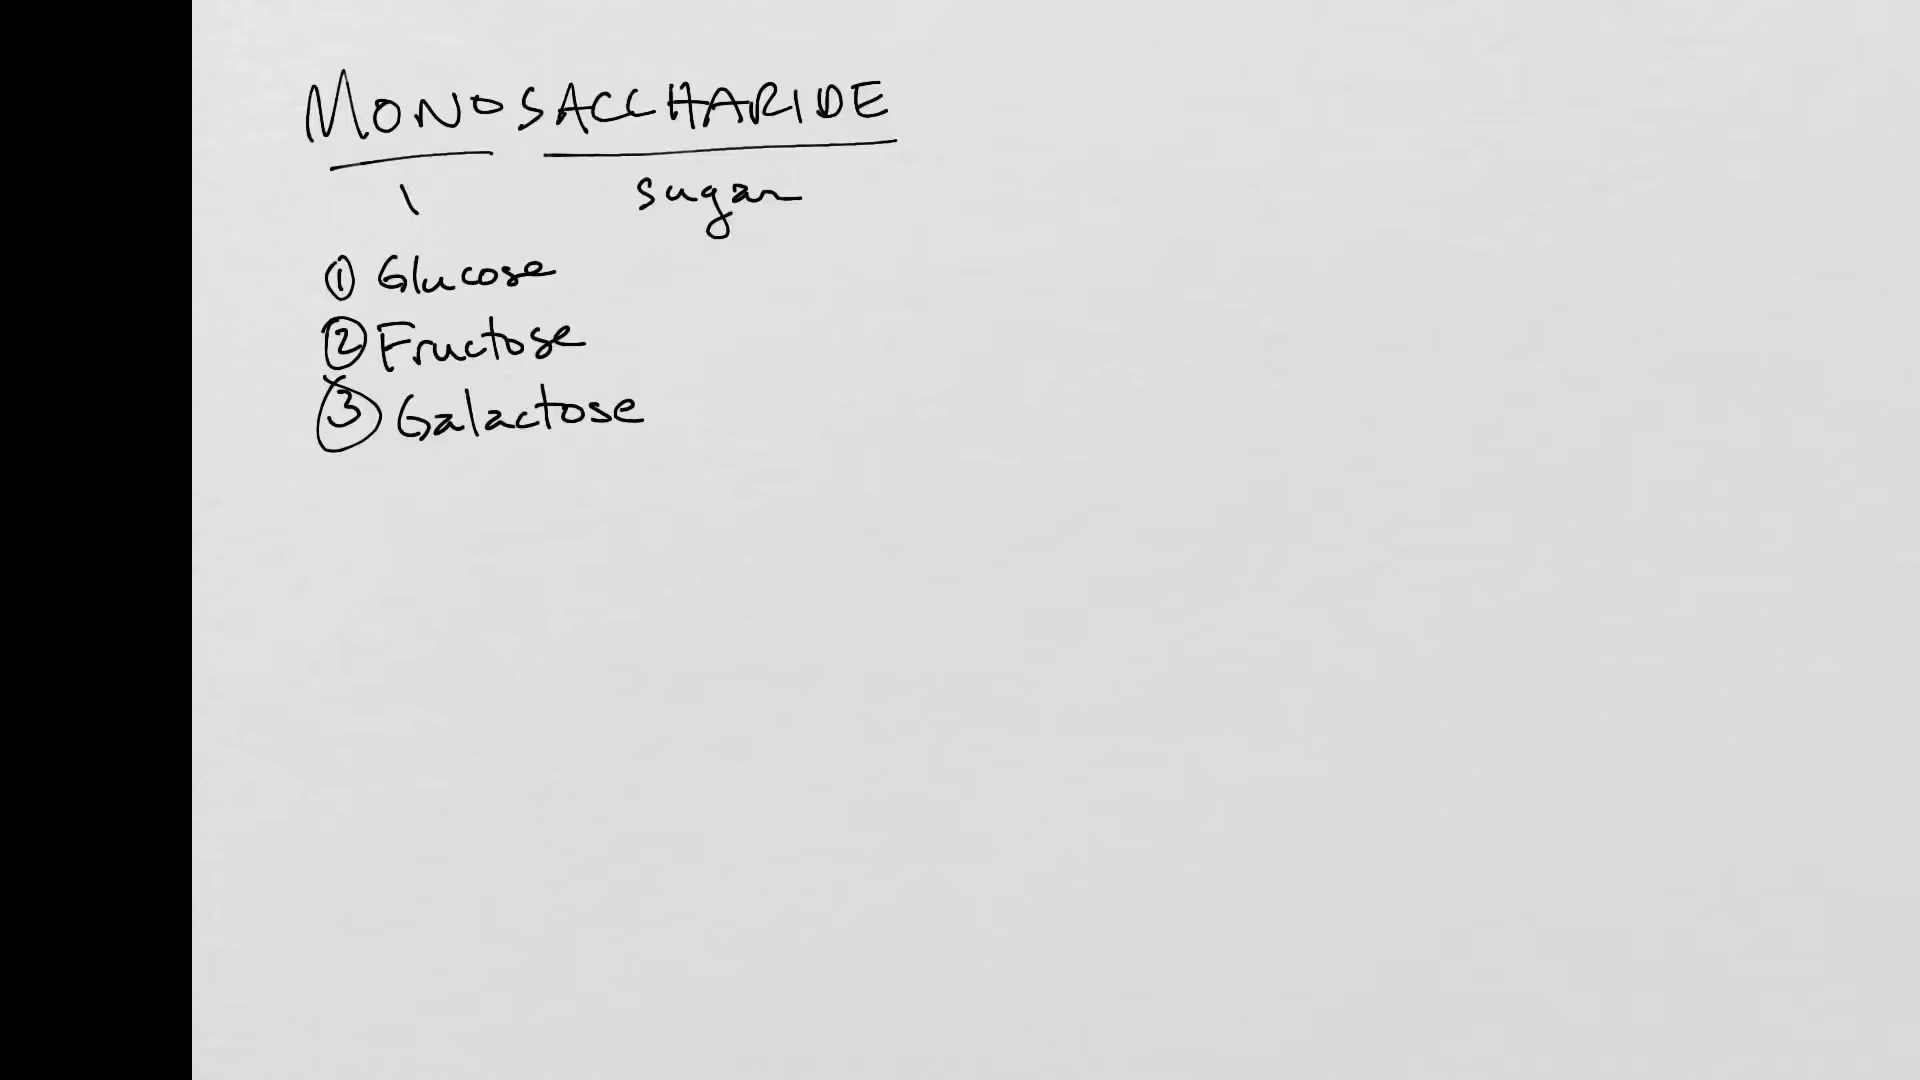 MONOSACCHARIDE
1 sugar
① Glucose
② Fructose
③ Galactose